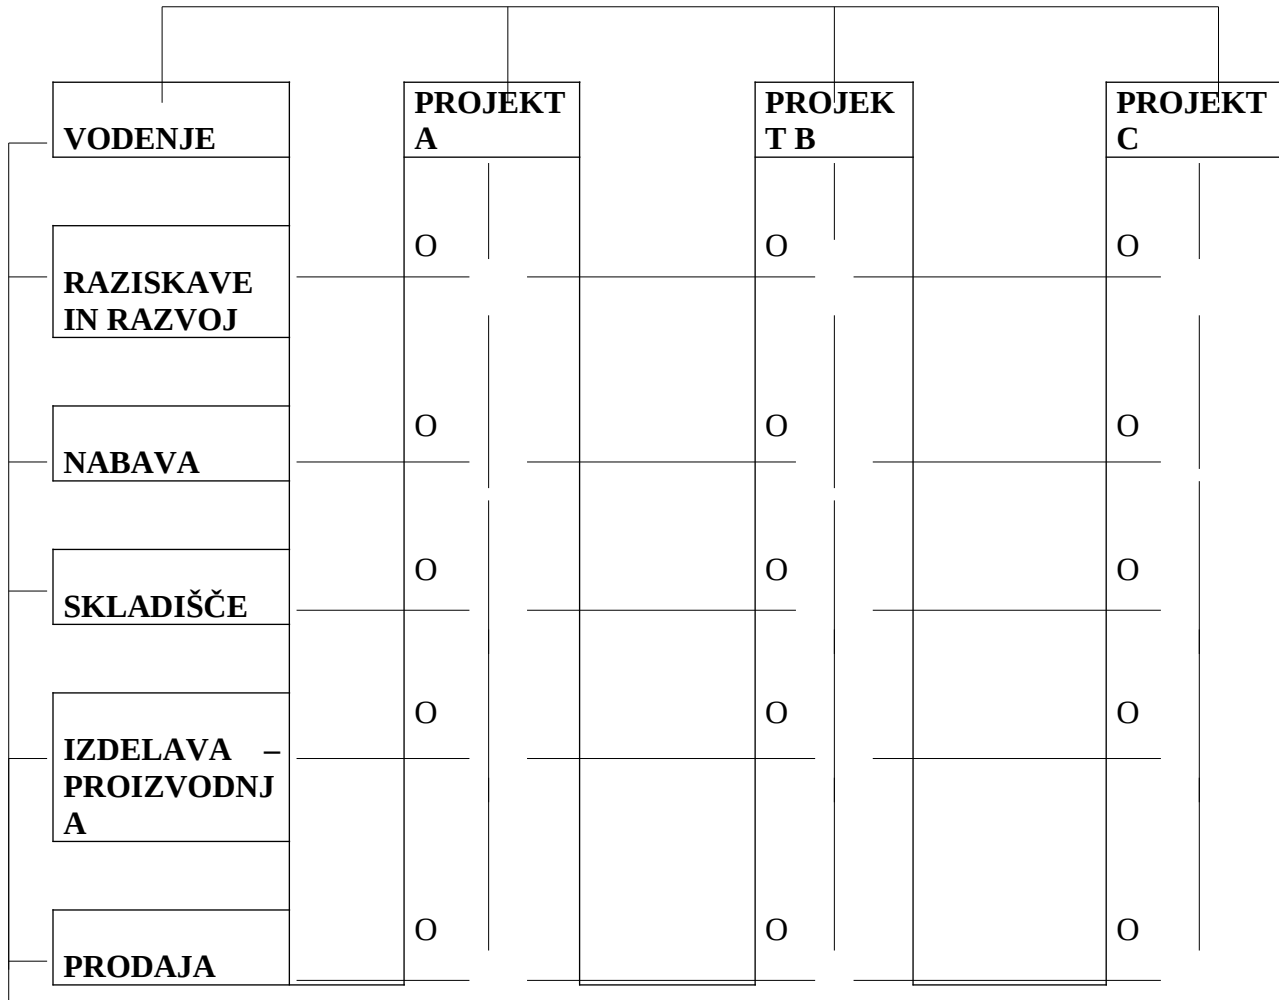 VODENJE
PROJEKT
A
PROJEK
T B
PROJEKT
C
RAZISKAVE
IN RAZVOJ
O
O
O
NABAVA
O
O
O
SKLADIŠČE
O
O
O
IZDELAVA –
PROIZVODNJ
A
O
O
O
PRODAJA
O
O
O